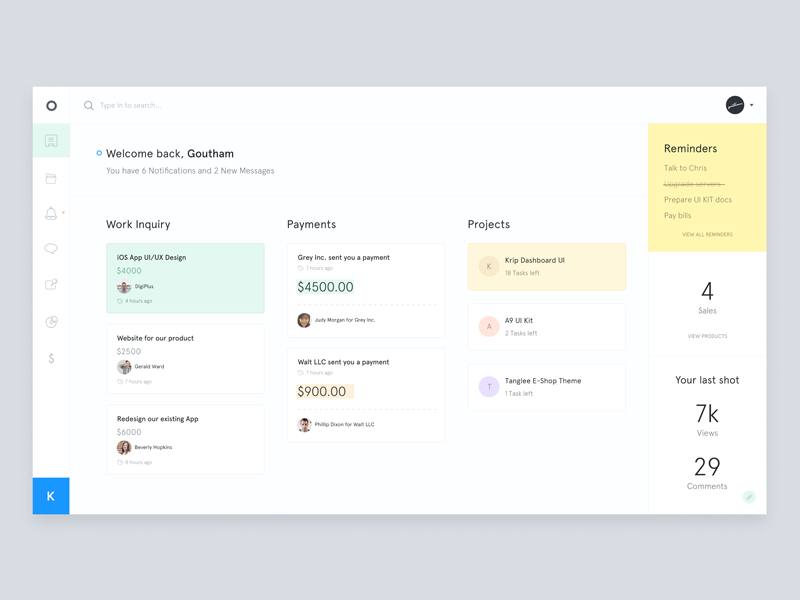 Type in to search...
Welcome back, Goutham
You have 6 Notifications and 2 New Messages
Work Inquiry
iOS App UI/UX Design
$4000
DigiPlus
4 hours ago
Website for our product
$2500
Gerald Ward
7 hours ago
Redesign our existing App
$6000
Beverly Hopkins
8 hours ago
Payments
Grey Inc. sent you a payment
7 hours ago
$4500.00
Judy Morgan for Grey Inc.
Walt LLC sent you a payment
7 hours ago
$900.00
Phillip Dixon for Walt LLC
Projects
K
Krip Dashboard UI
18 Tasks left
A
A9 UI Kit
2 Tasks left
T
Tanglee E-Shop Theme
1 Task left
Reminders
Talk to Chris
Upgrade servers
Prepare UI KIT docs
Pay bills
VIEW ALL REMINDERS
4
Sales
VIEW PRODUCTS
Your last shot
7k
Views
29
Comments
$
K